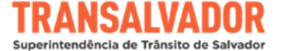 TRANSALVADOR
Superintendência de Trânsito de Salvador